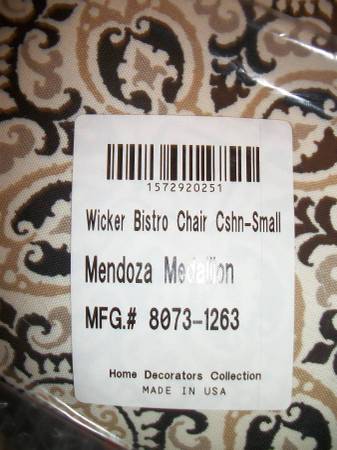 1572920251
Wicker Bistro Chair Cshn-Small
Mendoza Medallion
MFG.# 8073-1263
Home Decorators Collection
MADE IN USA